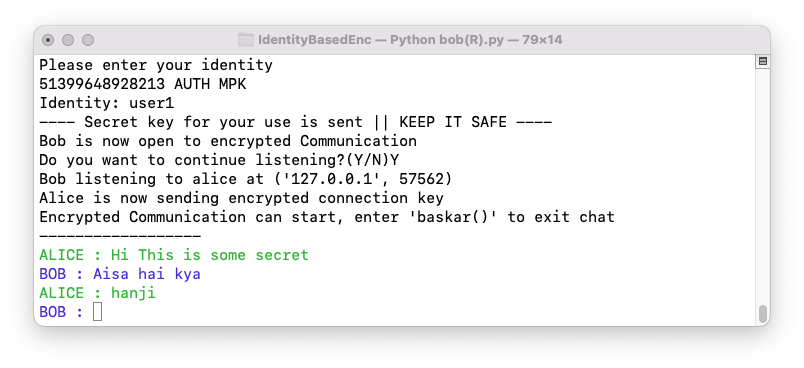 IdentityBasedEnc — Python bob(R).py — 79×14
Please enter your identity
51399648928213 AUTH MPK
Identity: user1
---- Secret key for your use is sent || KEEP IT SAFE ----
Bob is now open to encrypted Communication
Do you want to continue listening?(Y/N)Y
Bob listening to alice at ('127.0.0.1', 57562)
Alice is now sending encrypted connection key
Encrypted Communication can start, enter 'baskar()' to exit chat
------------------
ALICE : Hi This is some secret
BOB : Aisa hai kya
ALICE : hanji
BOB :